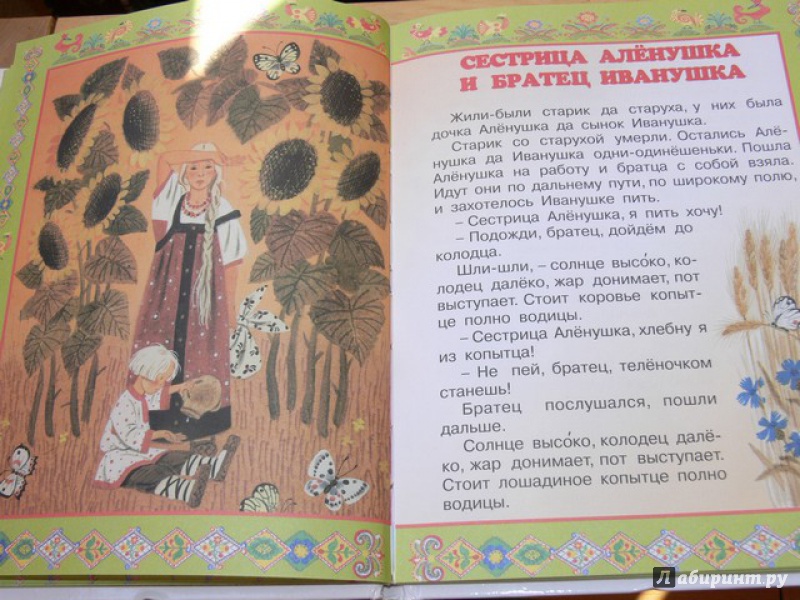 СЕСТРИЦА АЛЁНУШКА
И БРАТЕЦ ИВАНУШКА
Жили-были старик да старуха, у них была
дочка Алёнушка да сынок Иванушка.
Старик со старухой умерли. Остались Алё-
нушка да Иванушка одни-одинёшеньки. Пошла
Алёнушка на работу и братца с собой взяла.
Идут они по дальнему пути, по широкому полю,
и захотелось Иванушке пить.
– Сестрица Алёнушка, я пить хочу!
– Подожди, братец, дойдём до
колодца.
Шли-шли, – солнце высо́ко, ко-
лодец далёко, жар донимает, пот
выступает. Стоит коровье копыт-
це полно водицы.
– Сестрица Алёнушка, хлебну я
из копытца!
– Не пей, братец, телёночком
станешь!
Братец послушался, пошли
дальше.
Солнце высо́ко, колодец далё-
ко, жар донимает, пот выступает.
Стоит лошадиное копытце полно
водицы.
Лабиринт.ру